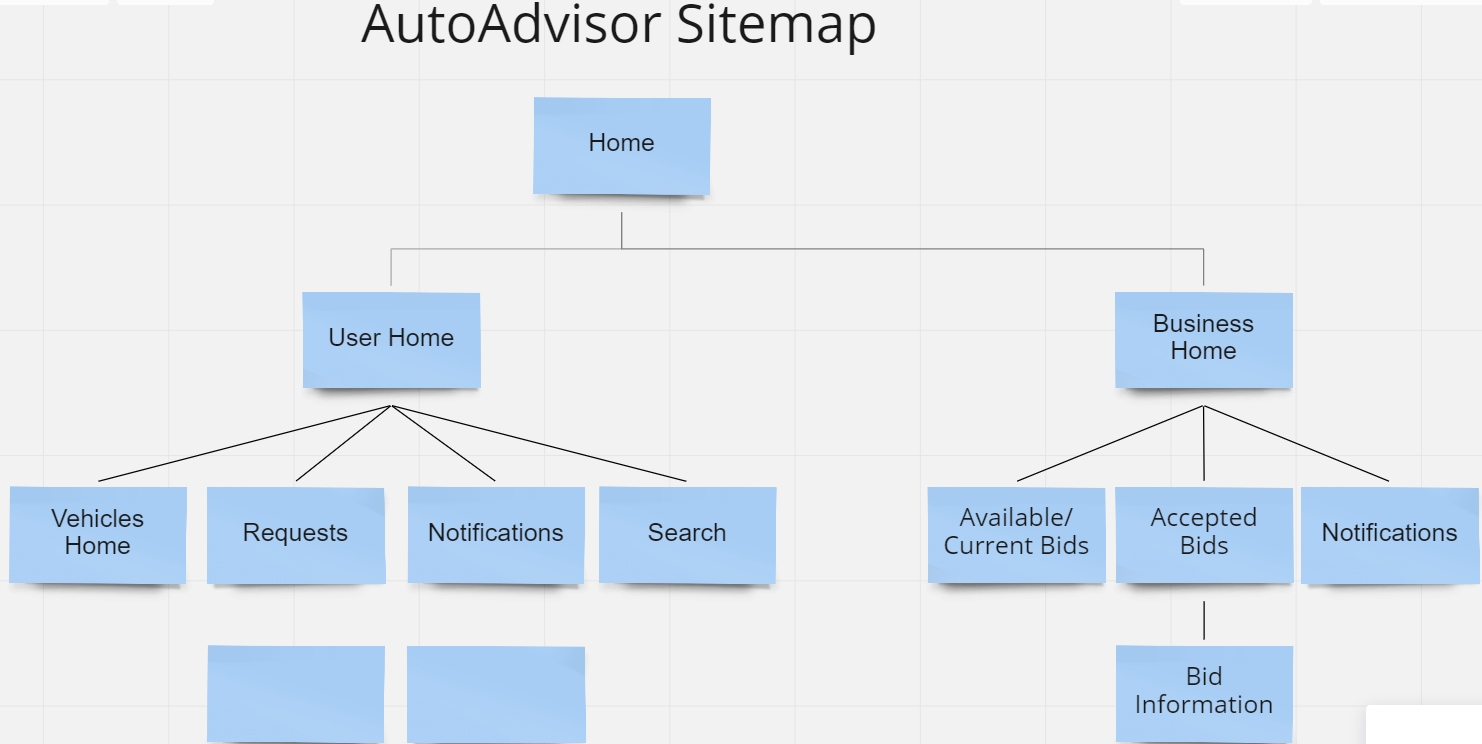 AutoAdvisor Sitemap
Home
User Home
Business
Home
Vehicles
Home
Requests
Notifications
Search
Available/
Current Bids
Accepted
Bids
Notifications
Bid
Information